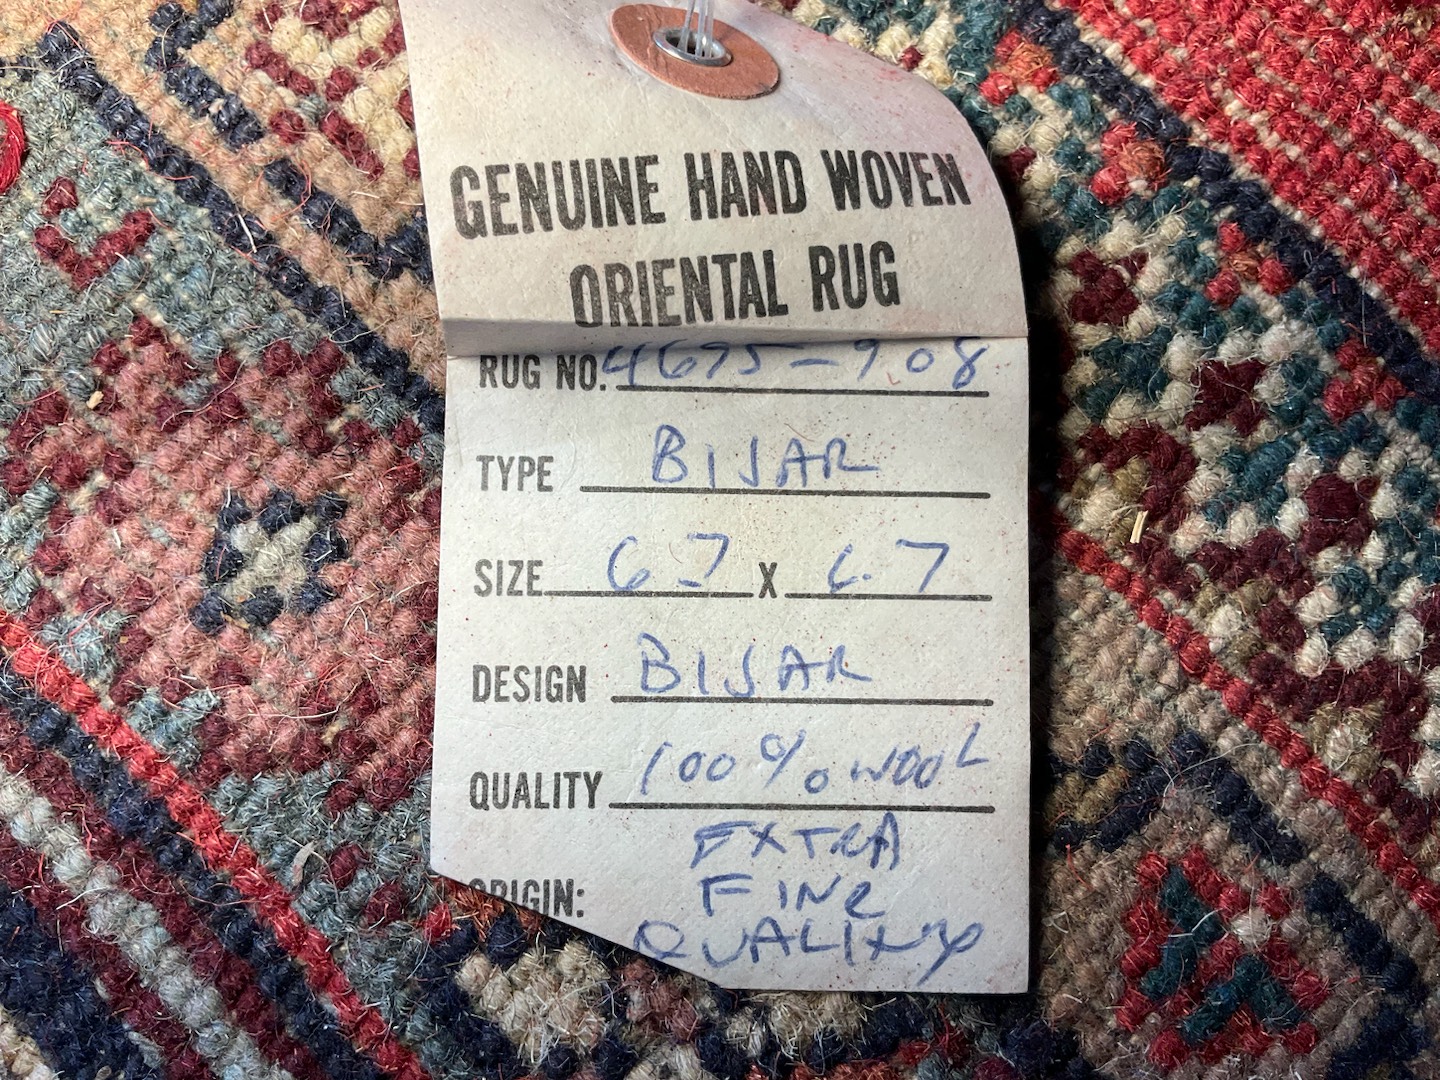 GENUINE HAND WOVEN
ORIENTAL RUG
RUG NO. 4695-908
TYPE BIJAR
SIZE 6 7 X 6.7
DESIGN BIJAR
QUALITY 100% WOOL
EXTRA
ORIGIN: FINE
QUALITY